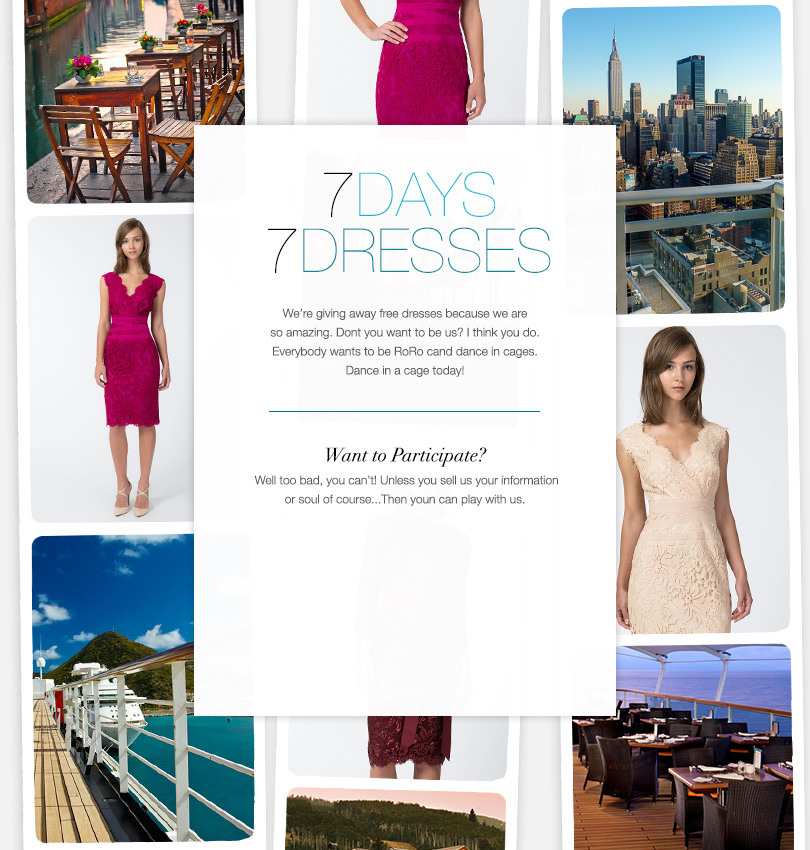 7DAYS
7DRESSES
We're giving away free dresses because we are
so amazing. Dont you want to be us? I think you do.
Everybody wants to be RoRo cand dance in cages.
Dance in a cage today!
Want to Participate?
Well too bad, you can't! Unless you sell us your information
or soul of course...Then youn can play with us.